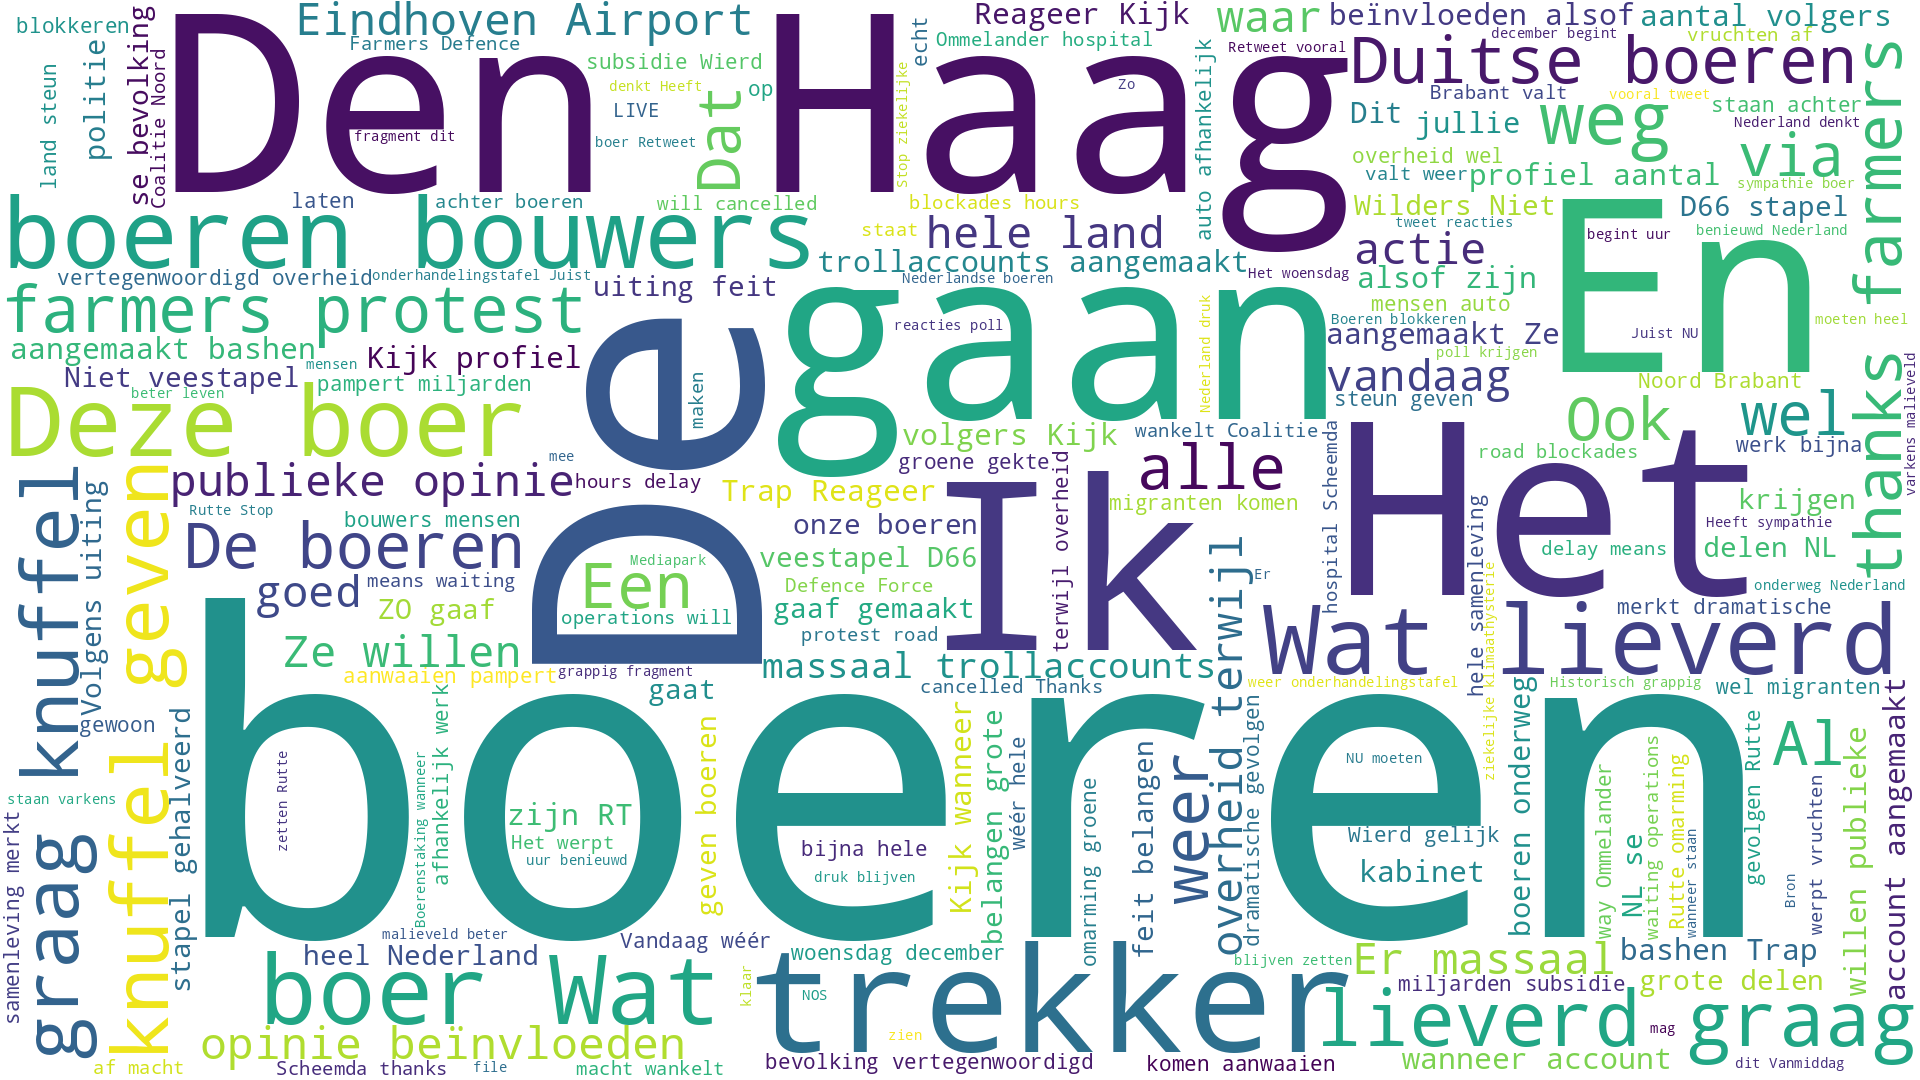 blokkeren
Eindhoven Airport
Reageer Kijk
waar
beïnvloeden alsof
aantal volgers
Den Haag
Farmers Defence
echt
Ommelander hospital
Retweet vooral
december begint
vruchten af
Duitse boeren
politie
se bevolking
Coalitie Noord
land steun
subsidie Wierd
denkt Heeft
op
Dat
LIVE
fragment dit
boer Retweet
Stop ziekelijke
Zo
auto afhankelijk
Brabant valt
vooral tweet
staan achter
Dit
jullie
weg
Nederland denkt
via
thanks farmers
overheid wel
valt weer
profiel aantal
sympathie boer
laten
achter boeren
will cancelled
blockades hours
Wilders Niet
D66 stapel
boeren bouwers
staat
hele land
tweet reacties
En
begint uur
benieuwd Nederland
actie
vertegenwoordigd overheid
onderhandelingstafel Juist
uiting feit
trollaccounts aangemaakt
Het woensdag
Nederlandse boeren
alsof zijn
farmers protest
De
gaan
Nederland druk
mensen auto
reacties poll
Boeren blokkeren
aangemaakt Ze
Juist NU
moeten heel
aangemaakt bashen
Kijk profiel
mensen
poll krijgen
varkens malieveld
Niet veestapel
pampert miljarden
beter leven
maken
vandaag
Noord Brabant
steun geven
Deze boer
Ook
wel
volgers Kijk
wankelt Coalitie
Het
werk bijna
road blockades
mee
groene gekte
alle
terwijl overheid
hospital Scheemda
publieke opinie
hours delay
Trap Reageer
Ik
migranten komen
krijgen
knuffel
Volgens uiting
knuffel geven
Rutte Stop
bouwers mensen
onze boeren
Heeft sympathie
De boeren
veestapel D66
delay means
delen NL
Mediapark
Een
Er
goed
means waiting
Defence Force
onderweg Nederland
ZO gaaf
operations will
gaaf gemaakt
merkt dramatische
Wat lieverd
protest road
overheid terwijl
hele samenleving
ziekelijke klimaathysterie
Ze willen
grappig fragment
massaal trollaccounts
aanwaaien pampert
gaat
cancelled Thanks
weer onderhandelingstafel
Historisch grappig
wel migranten
gewoon
boeren
stapel gehalveerd
afhankelijk werk
Boerenstaking wanneer
geven boeren
Kijk wanneer
belangen grote
wéér hele
omarming groene
feit belangen
weer
dramatische gevolgen
NU moeten
boeren onderweg
Al
gevolgen Rutte
account aangemaakt
staan varkens
zetten Rutte
zijn RT
Het werpt
uur benieuwd
bijna hele
druk blijven
Wierd gelijk
kabinet
way Ommelander
NL se
waiting operations
Rutte omarming
wanneer staan
Bron
werpt vruchten
willen publieke
samenleving merkt
graag
malieveld beter
Vandaag wéér
heel Nederland
woensdag december
blijven zetten
Er massaal
bashen Trap
boer Wat
klaar
NOS
trekker
miljarden subsidie
grote delen
lieverd graag
opinie beïnvloeden
zien
mag
af macht
Scheemda thanks
file
macht wankelt
bevolking vertegenwoordigd
komen aanwaaien
wanneer account
dit Vanmiddag